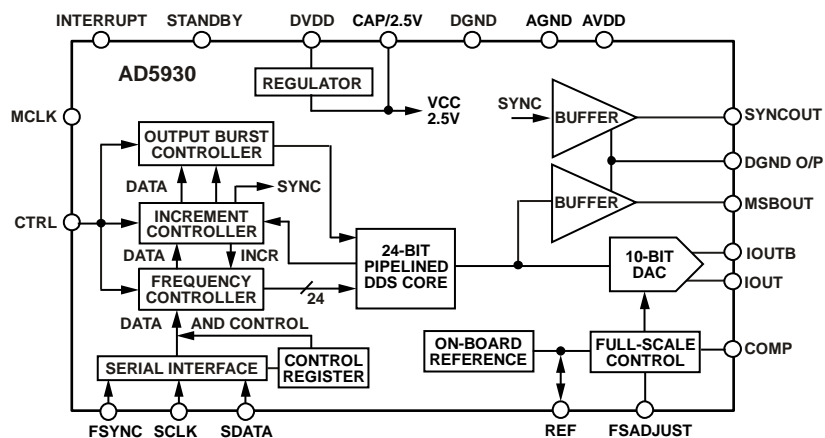 INTERRUPT STANDBY DVDD CAP/2.5V DGND AGND AVDD
AD5930
REGULATOR
VCC
2.5V
MCLK
SYNC
BUFFER
SYNCOUT
OUTPUT BURST
CONTROLLER
DATA
SYNC
DGND O/P
BUFFER
MSBOUT
CTRL
INCREMENT
CONTROLLER
DATA
INCR
24-BIT
PIPELINED
DDS CORE
10-BIT
DAC
IOUTB
IOUT
FREQUENCY
CONTROLLER
24
DATA AND CONTROL
ON-BOARD
REFERENCE
FULL-SCALE
CONTROL
COMP
SERIAL INTERFACE
CONTROL
REGISTER
FSYNC SCLK SDATA REF FSADJUST